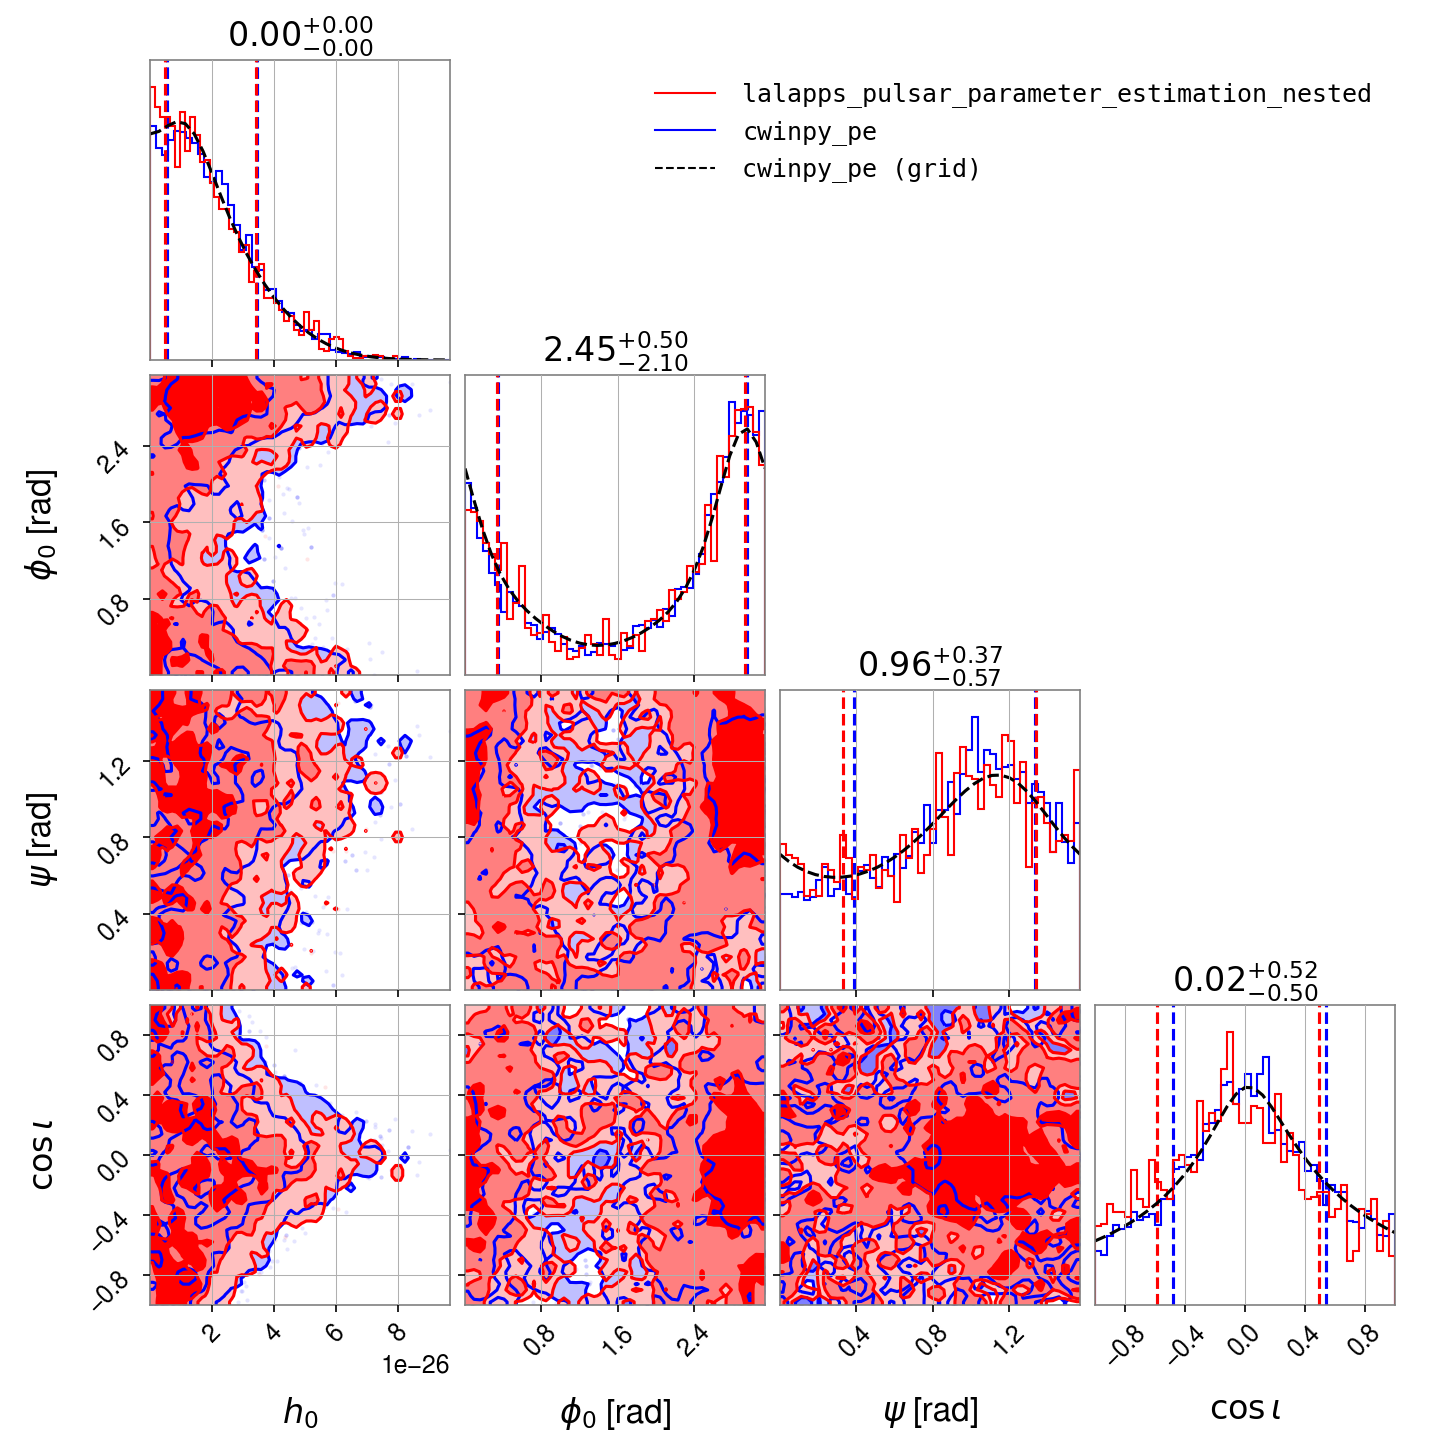 0.00+0.00−0.00
lalapps_pulsar_parameter_estimation_nested
cwinpy_pe
cwinpy_pe (grid)
2.45+0.50−2.10
ϕ0 [rad]
2.4
1.6
0.8
0.96+0.37−0.57
ψ [rad]
1.2
0.8
0.4
0.02+0.52−0.50
cos ι
0.8
0.4
0.0
−0.4
−0.8
2 4 6 8
0.8 1.6 2.4
0.4 0.8 1.2
−0.8 −0.4 0.0 0.4 0.8
1e−26
h0
ϕ0 [rad]
ψ [rad]
cos ι